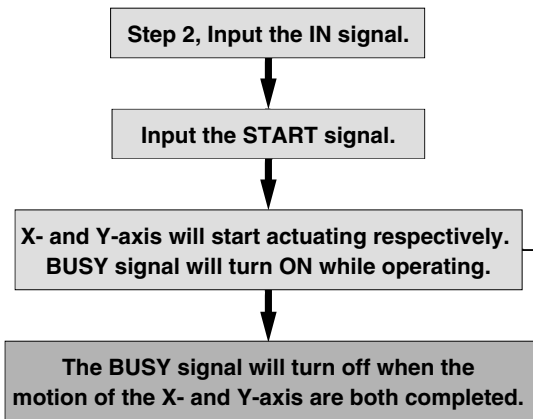 Step 2, Input the IN signal.
Input the START signal.
X- and Y-axis will start actuating respectively.
BUSY signal will turn ON while operating.
The BUSY signal will turn off when the
motion of the X- and Y-axis are both completed.